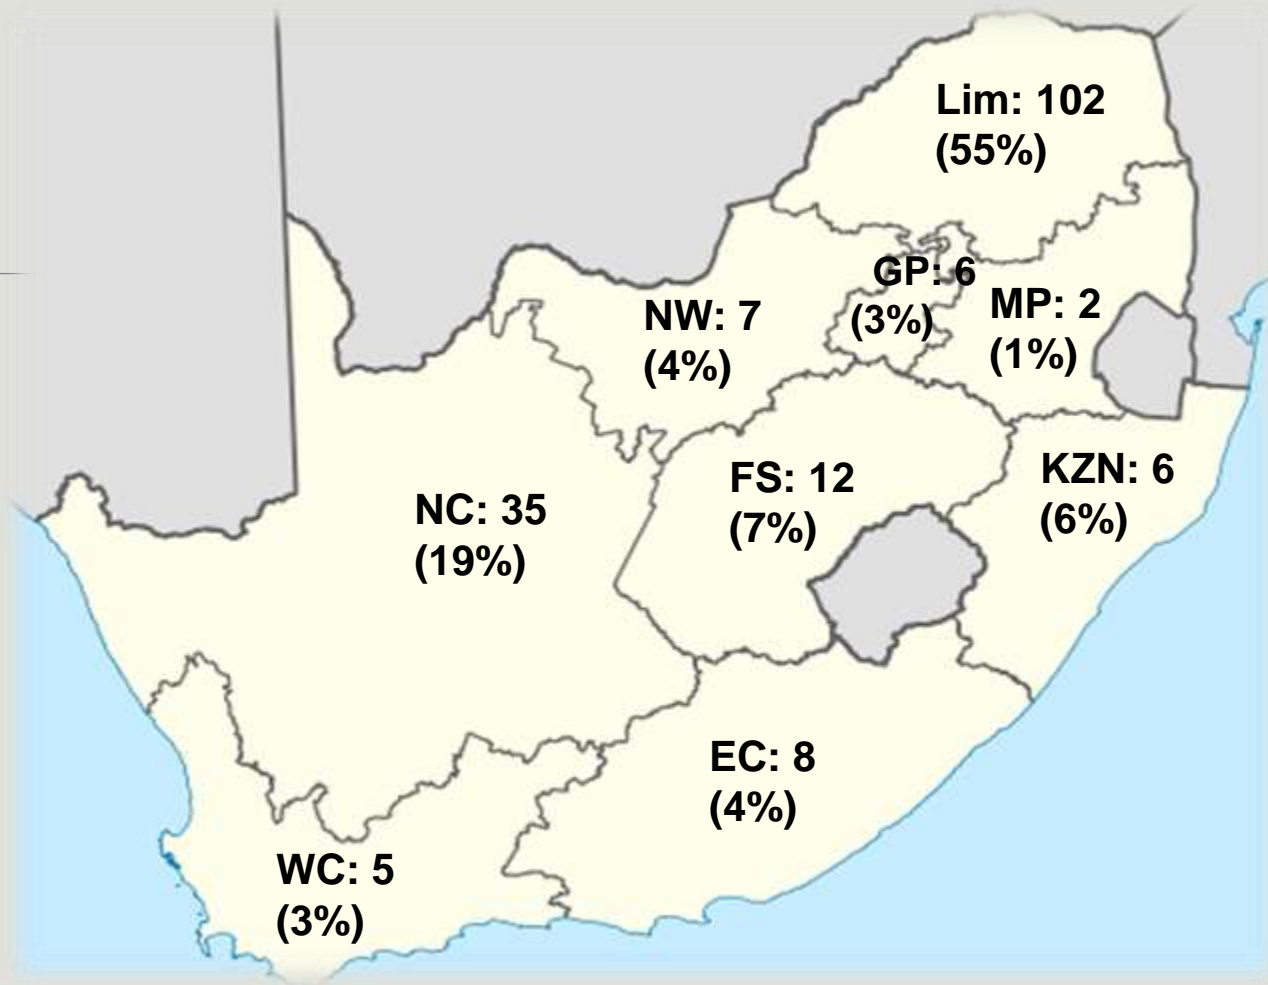 Lim: 102
(55%)
GP: 6
(3%)
MP: 2
(1%)
NW: 7
(4%)
KZN: 6
(6%)
FS: 12
(7%)
NC: 35
(19%)
EC: 8
(4%)
WC: 5
(3%)